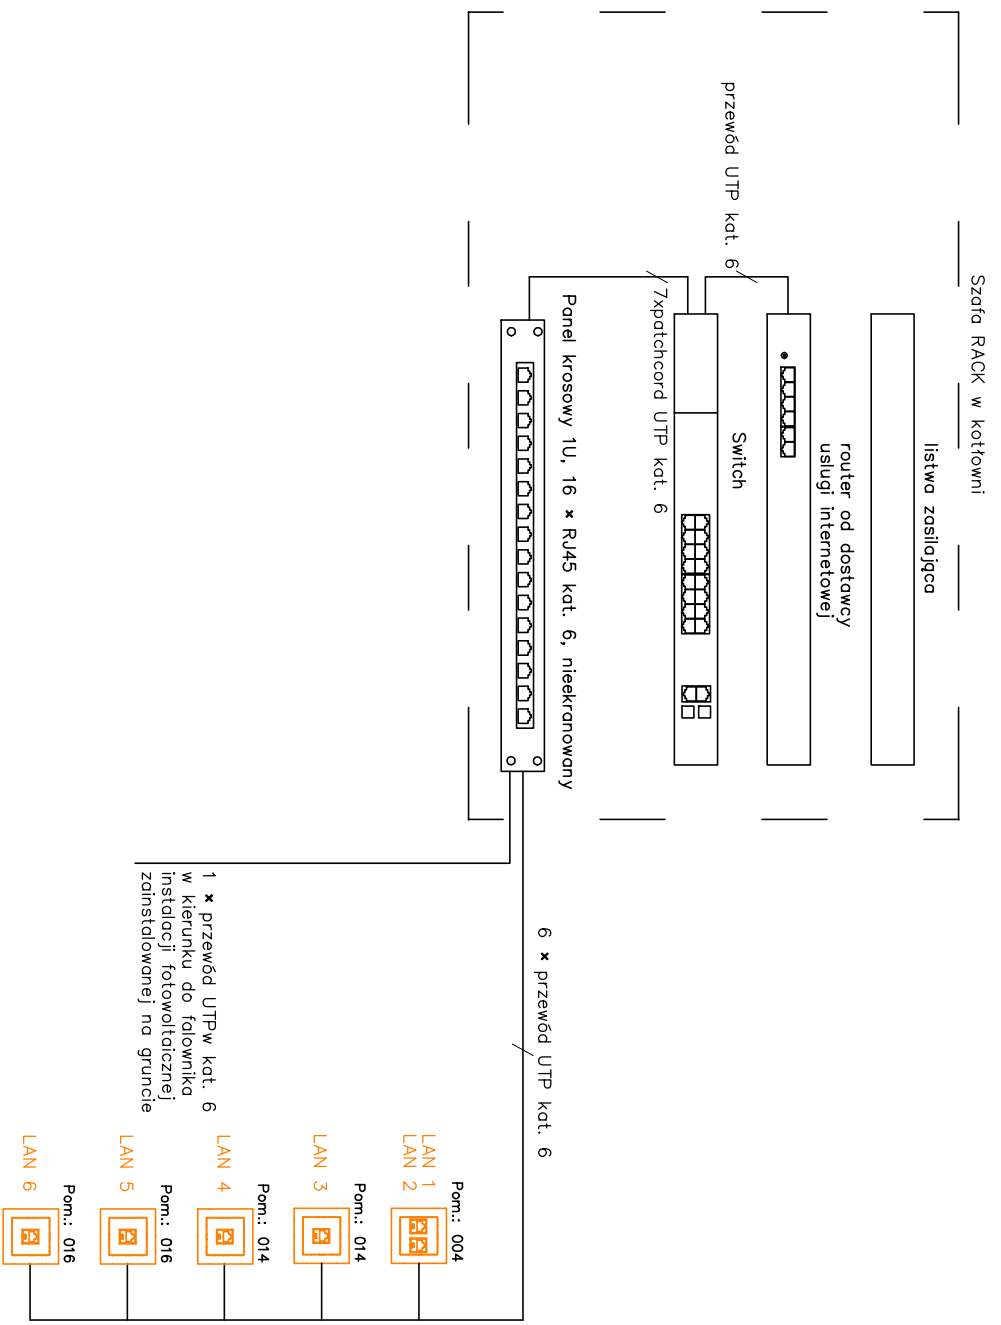 Szafa RACK w kotłowni
listwa zasilająca
router od dostawcy
uslugi internetowej
przewód UTP kat. 6
Switch
7xpatchcord UTP kat. 6
Panel krosowy 1U, 16 × RJ45 kat. 6, nieekranowany
6 × przewód UTP kat. 6
1 × przewód UTPw kat. 6
w kierunku do falownika
instalacji fotowoltaicznej
zainstalowanej na gruncie
Pom.: 004
LAN 1
LAN 2
Pom.: 014
LAN 3
Pom.: 014
LAN 4
Pom.: 016
LAN 5
Pom.: 016
LAN 6